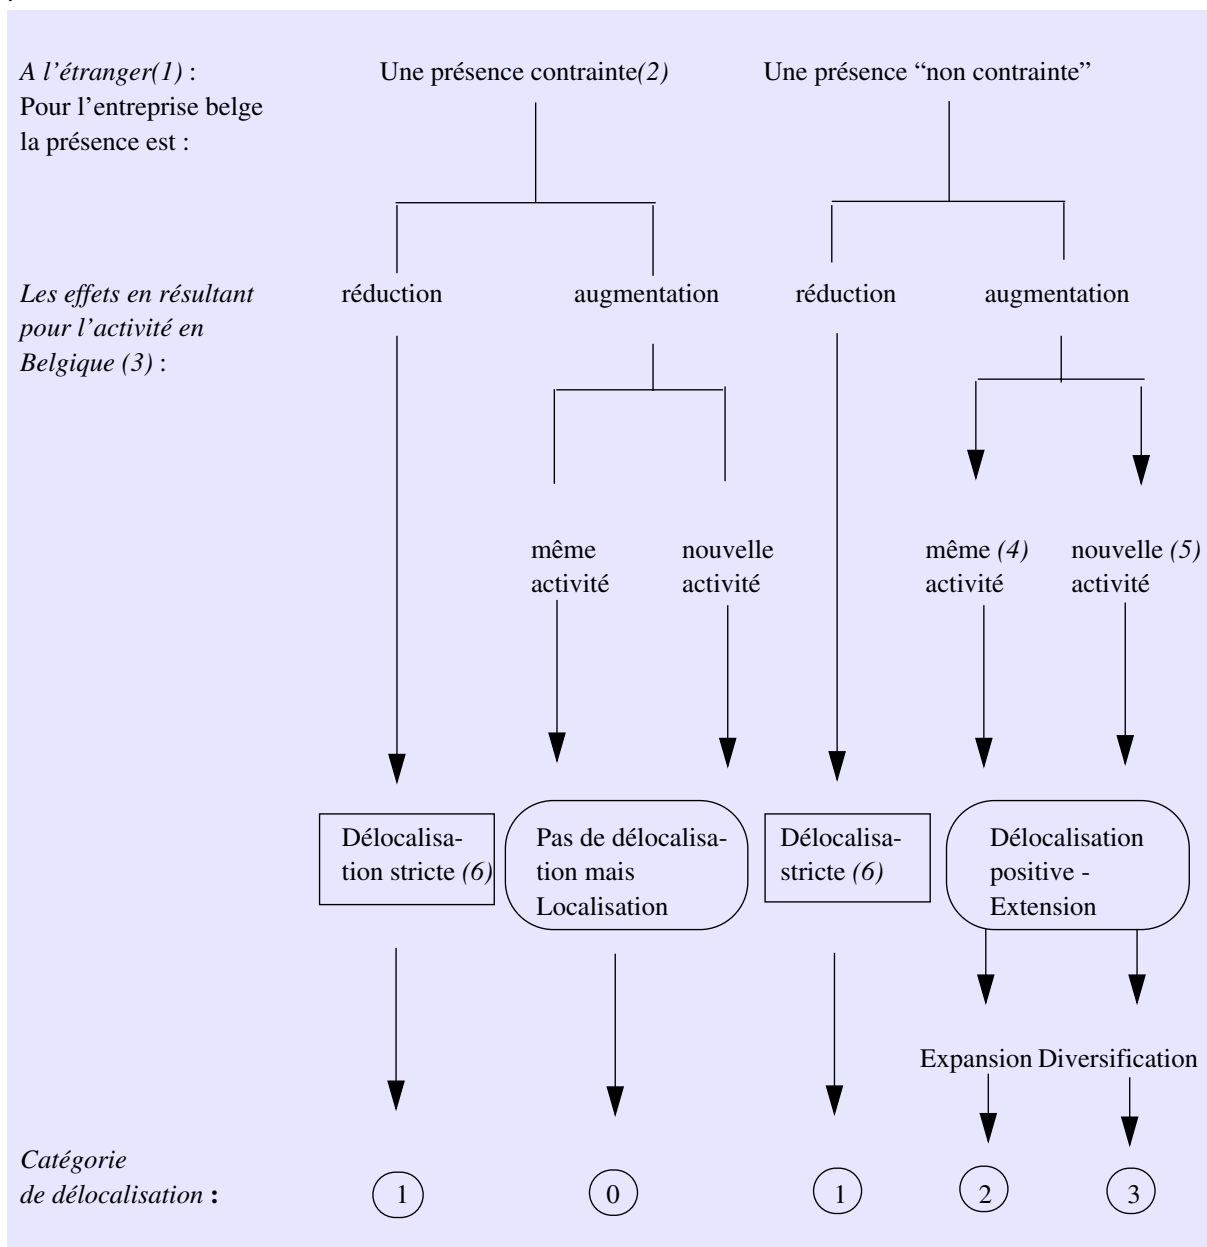 A l'étranger(1) :
Une présence contrainte(2)
Une présence “non contrainte”
Pour l'entreprise belge
la présence est :
Les effets en résultant
pour l'activité en
Belgique (3) :
réduction
augmentation
réduction
augmentation
même
activité
nouvelle
activité
même (4)
activité
nouvelle (5)
activité
Délocalisa-
tion stricte (6)
Pas de délocalisa-
tion mais
Localisation
Délocalisa-
stricte (6)
Délocalisation
positive -
Extension
Expansion
Diversification
Catégorie
de délocalisation :
1
0
1
2
3